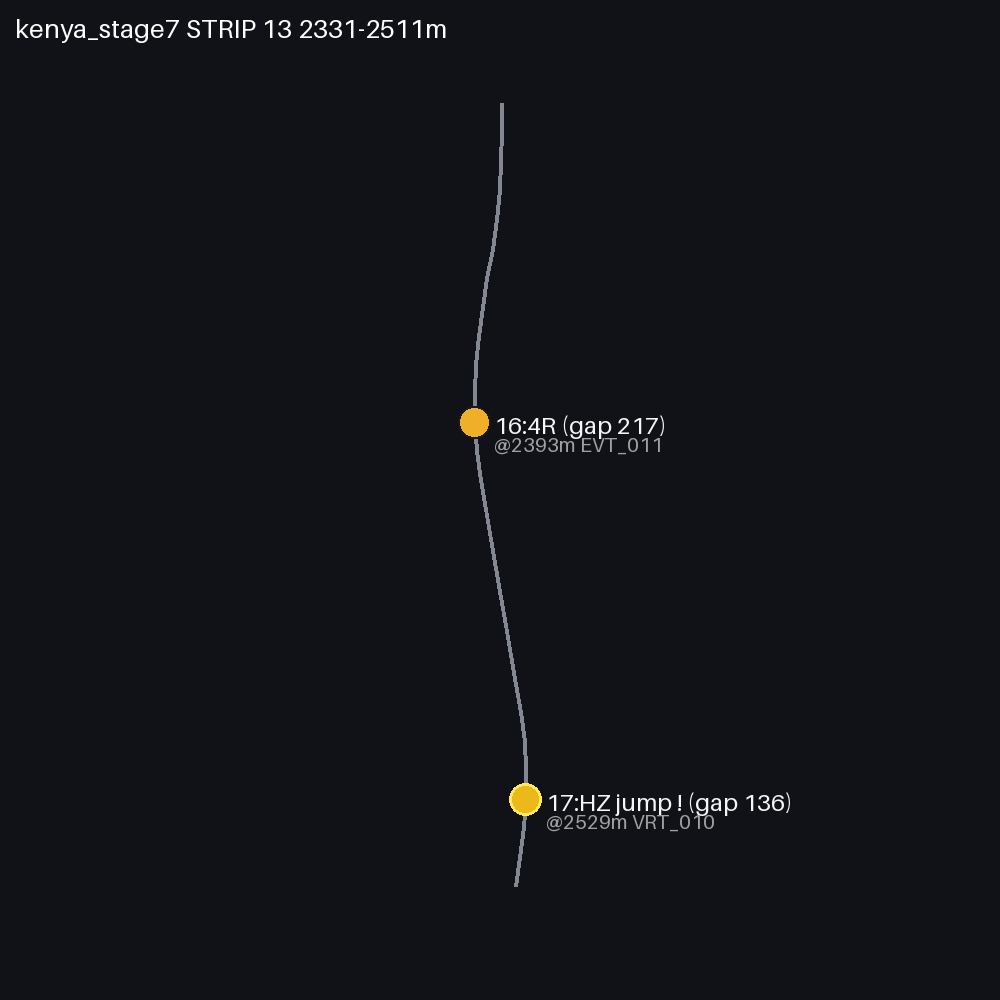 kenya_stage7 STRIP 13 2331-2511m
16:4R (gap 217)
@2393m EVT_011
17:HZ jump ! (gap 136)
@2529m VRT_010